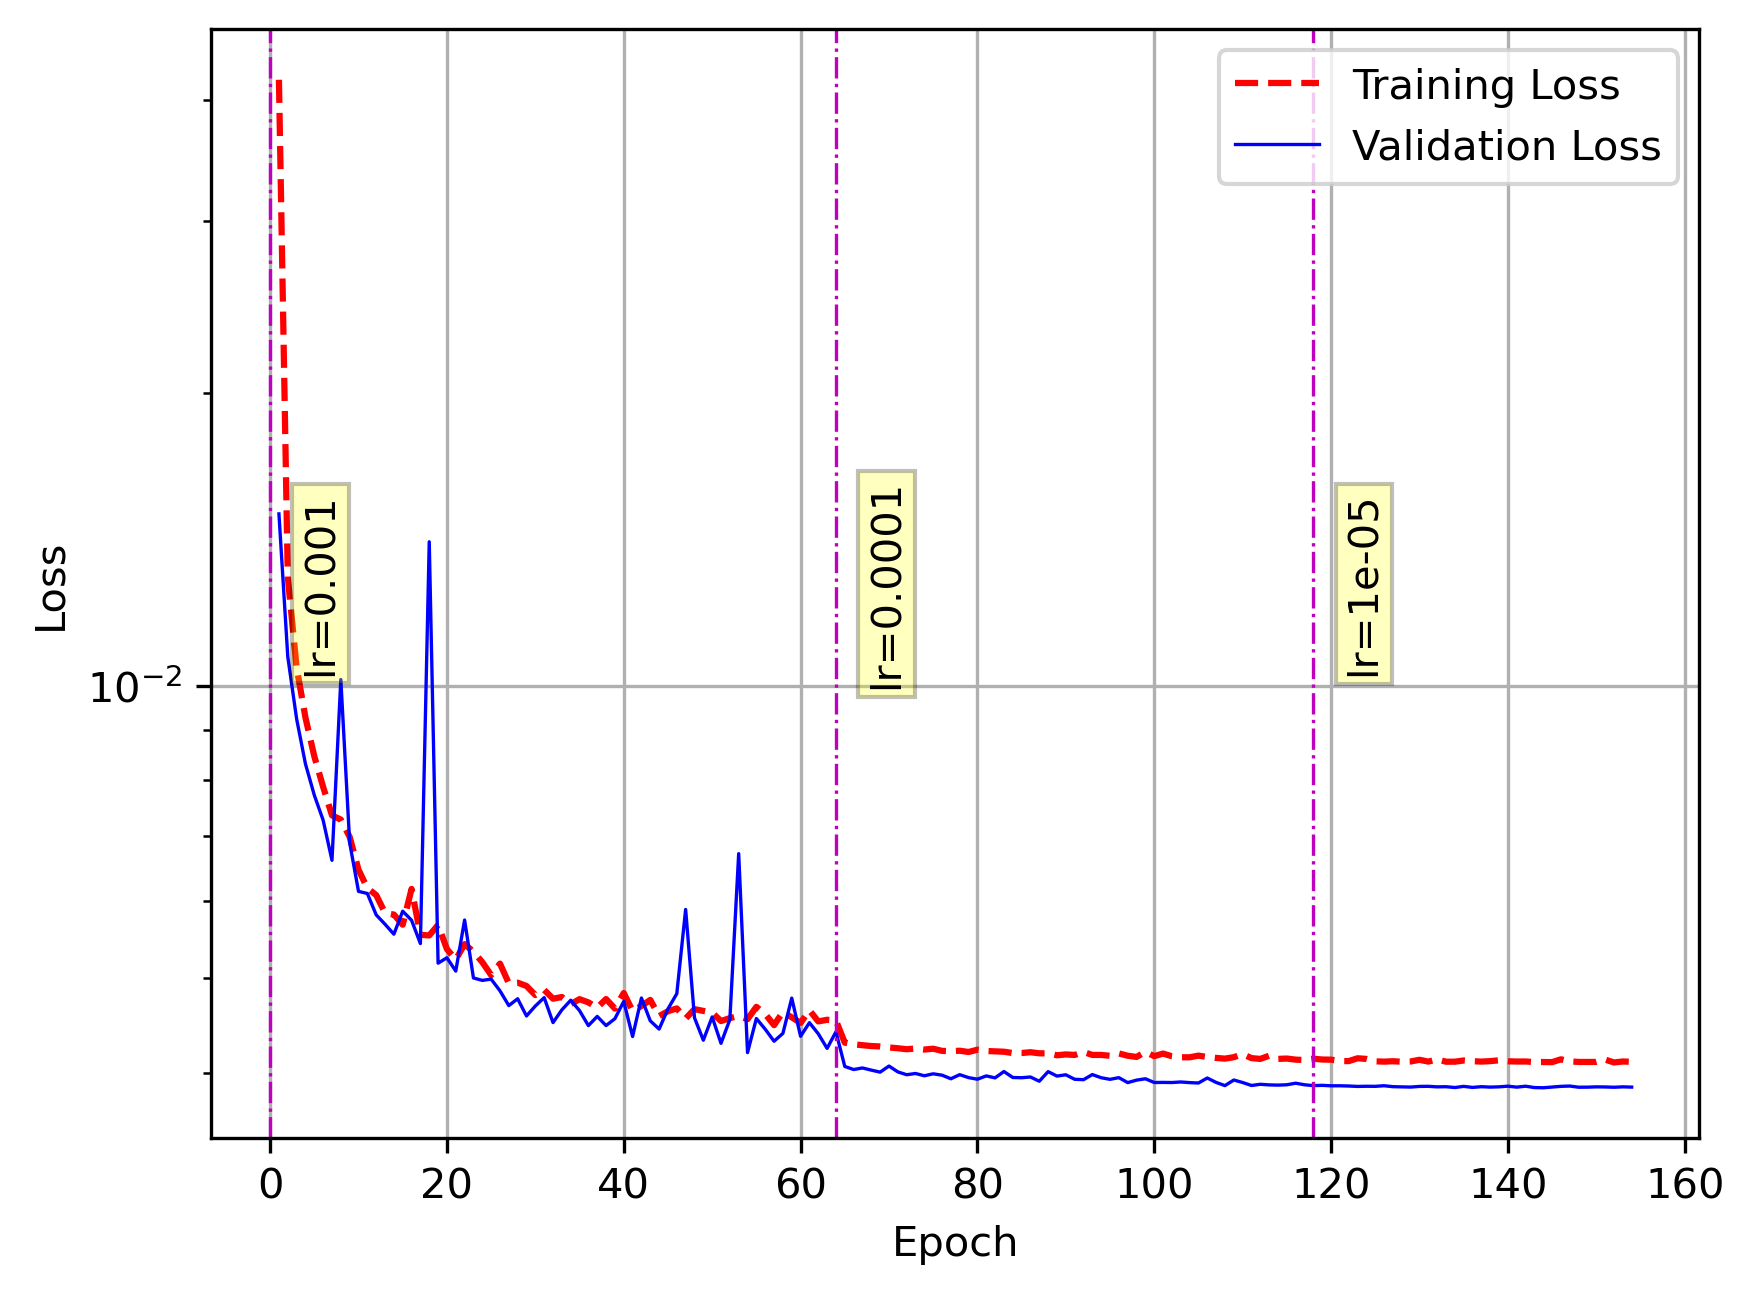 Training Loss
Validation Loss
lr=0.001
lr=0.0001
lr=1e-05
Loss
10⁻²
0 20 40 60 80 100 120 140 160
Epoch